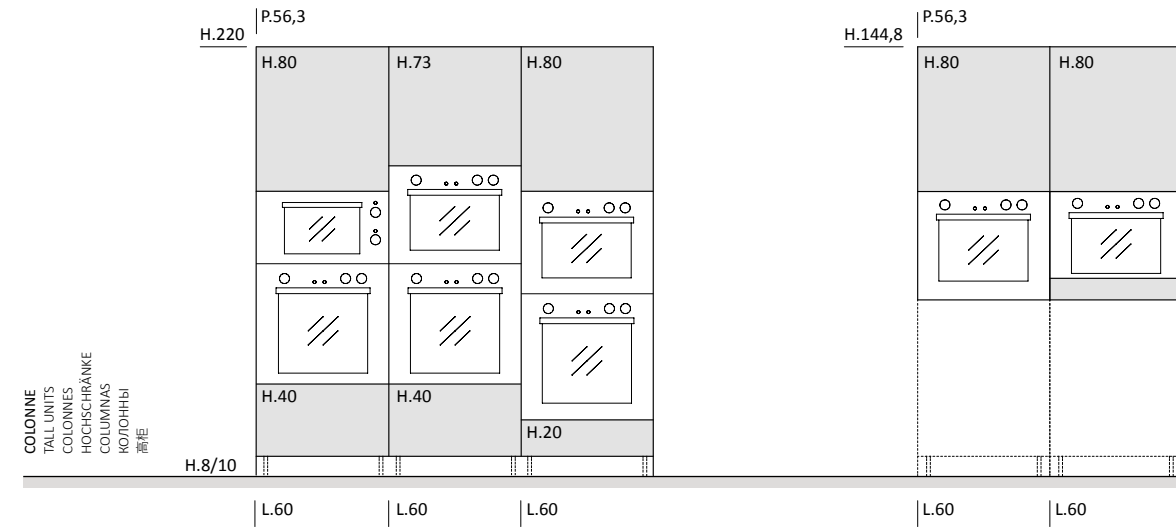 P.56,3
H.220
H.80
H.73
H.80
H.40
H.40
H.20
H.8/10
L.60
L.60
L.60
P.56,3
H.144,8
H.80
H.80
L.60
L.60
COLONNE
TALL UNITS
COLONNES
HOCHSCHRÄNKE
COLUMNAS
КОЛОННЫ
高柜